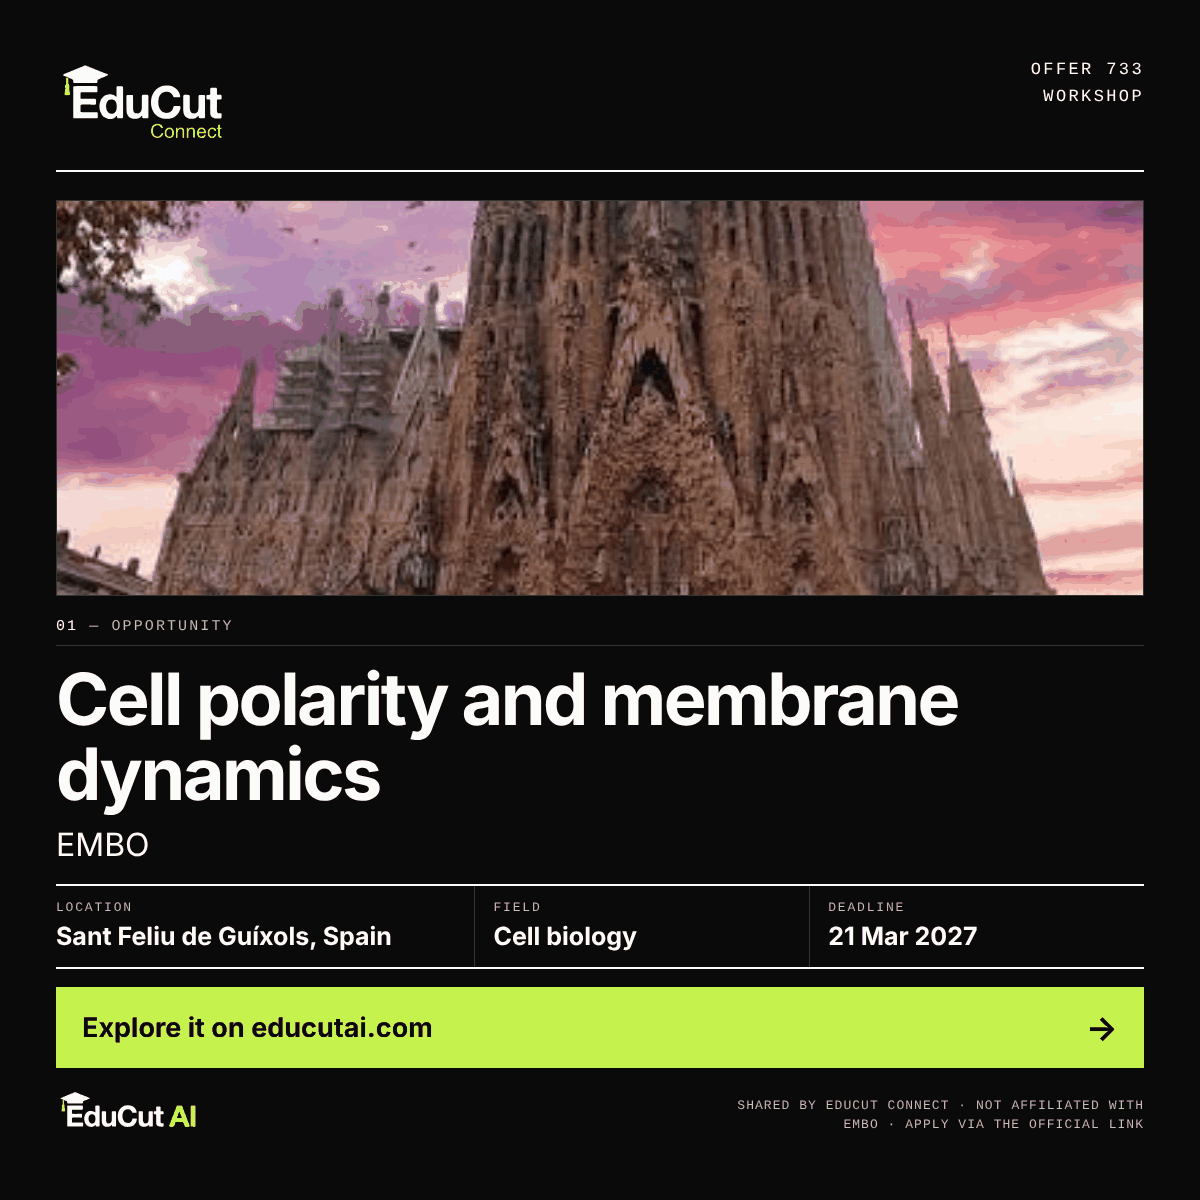 EduCut
Connect
OFFER 733
WORKSHOP
01 — OPPORTUNITY
Cell polarity and membrane
dynamics
EMBO
LOCATION
Sant Feliu de Guíxols, Spain
FIELD
Cell biology
DEADLINE
21 Mar 2027
Explore it on educutai.com
EduCut AI
SHARED BY EDUCUT CONNECT · NOT AFFILIATED WITH
EMBO · APPLY VIA THE OFFICIAL LINK